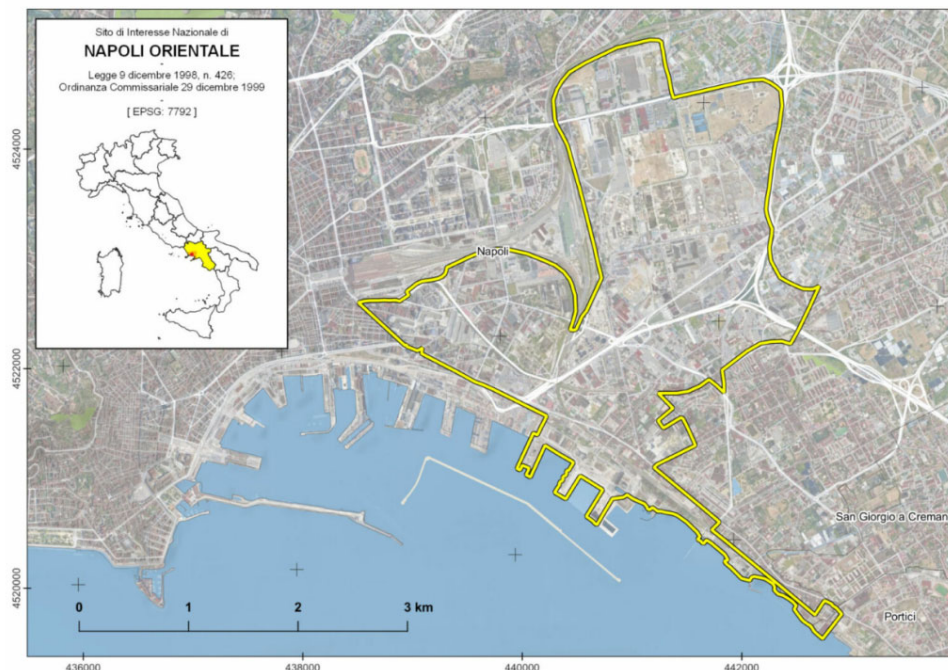 Sito di Interesse Nazionale di
NAPOLI ORIENTALE
-
Legge 9 dicembre 1998, n. 426;
Ordinanza Commissariale 29 dicembre 1999
-
[ EPSG: 7792 ]
4524000
Napoli
4522000
San Giorgio a Creman
4520000
0 1 2 3 km
Portici
436000 438000 440000 442000